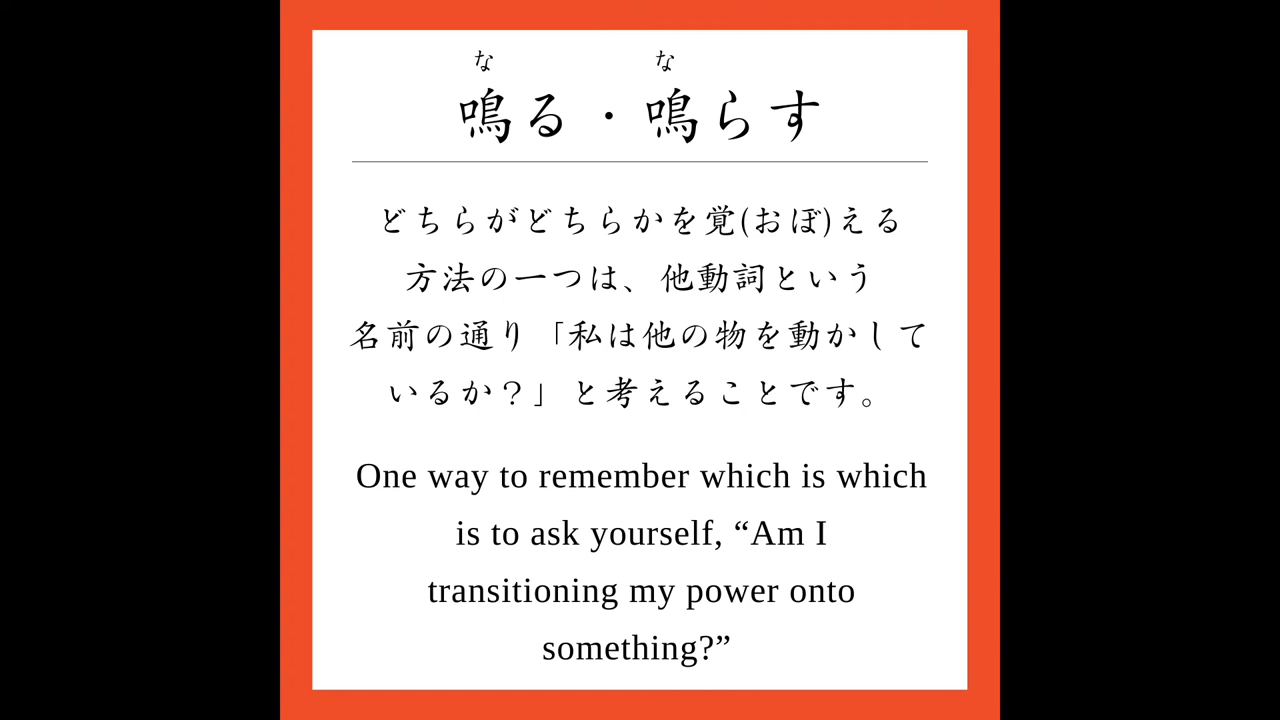 な な
鳴る・鳴らす
どちらがどちらかを覚(おぼ)える
方法の一つは、他動詞という
名前の通り「私は他の物を動かして
いるか？」と考えることです。
One way to remember which is which
is to ask yourself, “Am I
transitioning my power onto
something?”